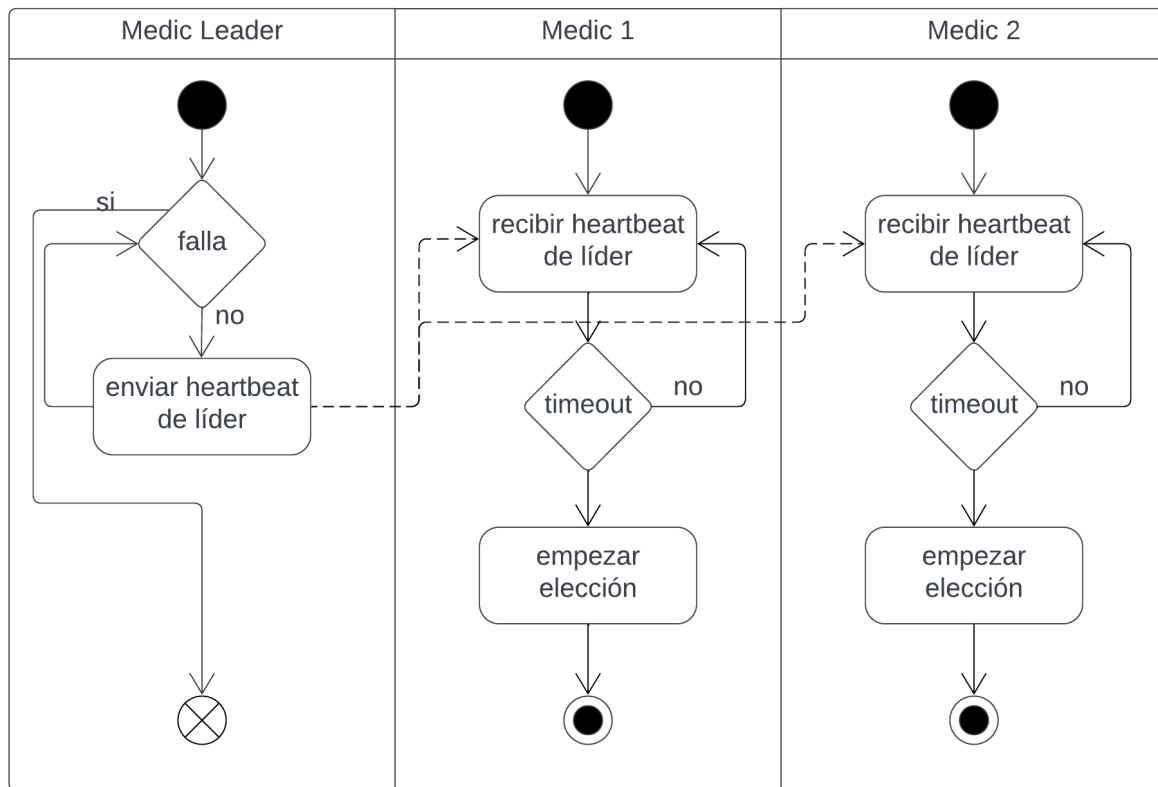 Medic Leader
Medic 1
Medic 2
si
falla
no
enviar heartbeat
de líder
recibir heartbeat
de líder
timeout
no
empezar
elección
recibir heartbeat
de líder
timeout
no
empezar
elección